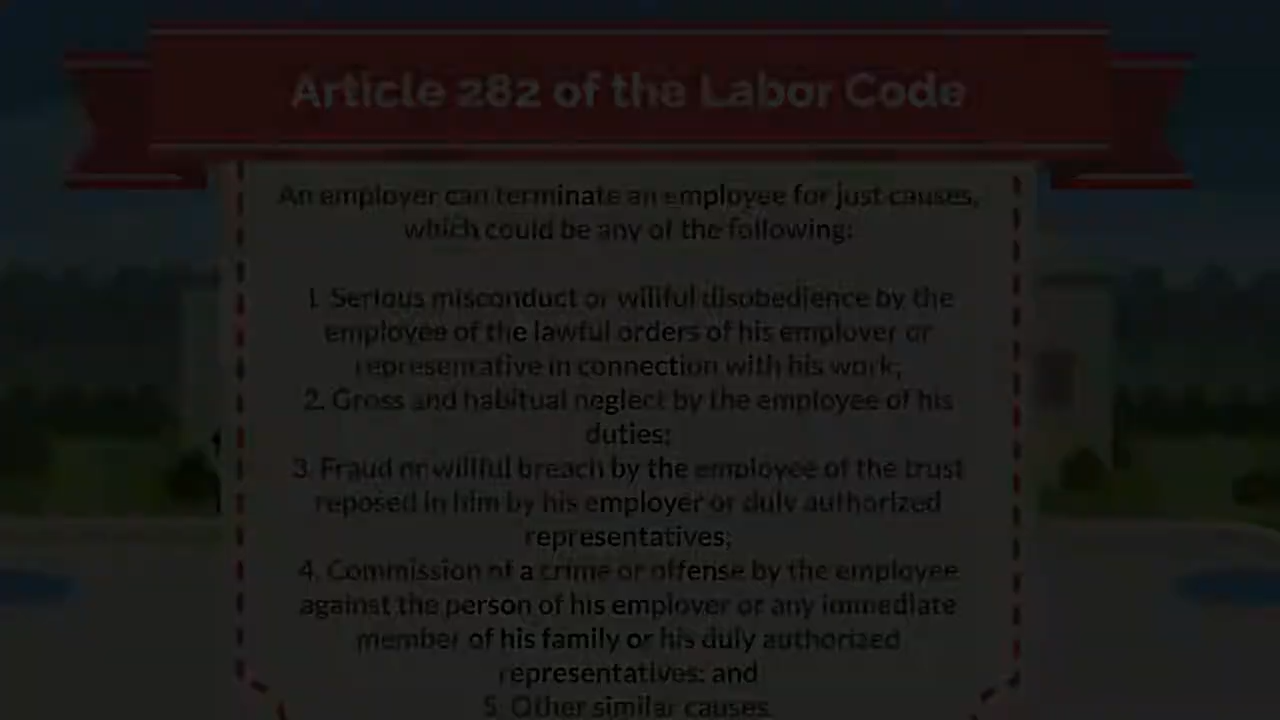 Article 282 of the Labor Code
An employer can terminate an employee for just causes,
which could be any of the following:
1. Serious misconduct or willful disobedience by the
employee of the lawful orders of his employer or
representative in connection with his work;
2. Gross and habitual neglect by the employee of his
duties;
3. Fraud or willful breach by the employee of the trust
reposed in him by his employer or duly authorized
representatives;
4. Commission of a crime or offense by the employee
against the person of his employer or any immediate
member of his family or his duly authorized
representatives; and
5. Other similar causes.